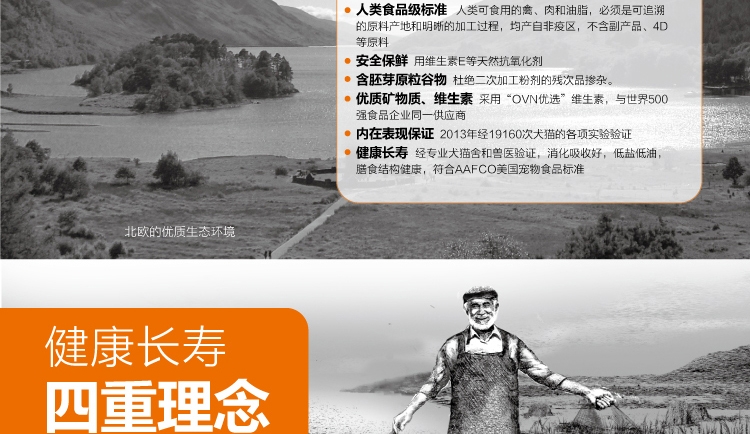 人类食品级标准 人类可食用的禽、肉和油脂，必须是可追溯
的原料产地和明晰的加工过程，均产自非疫区，不含副产品、4D
等原料
安全保鲜 用维生素E等天然抗氧化剂
含胚芽原粒谷物 杜绝二次加工粉剂的残次品掺杂。
优质矿物质、维生素 采用“OVN优选”维生素，与世界500
强食品企业同一供应商
内在表现保证 2013年经19160次犬猫的各项实验验证
健康长寿 经专业犬猫舍和兽医验证，消化吸收好，低盐低油，
膳食结构健康，符合AAFCO美国宠物食品标准
北欧的优质生态环境
健康长寿
四重理念